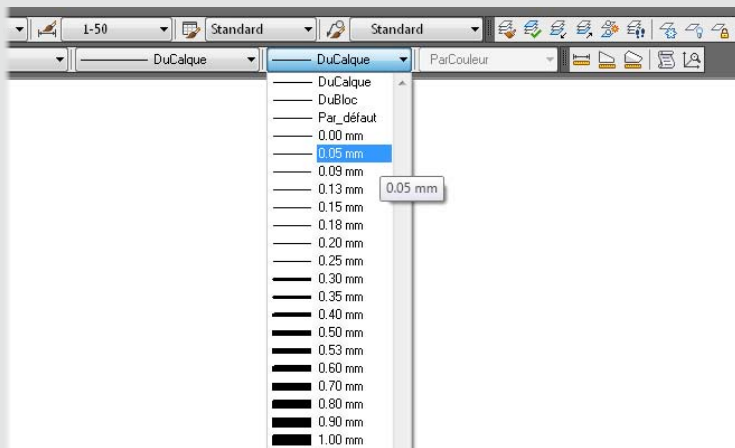 1-50 Standard Standard
DuCalque DuCalque ParCouleur
DuCalque
DuBloc
Par_défaut
0.00 mm
0.05 mm
0.09 mm
0.13 mm 0.05 mm
0.15 mm
0.18 mm
0.20 mm
0.25 mm
0.30 mm
0.35 mm
0.40 mm
0.50 mm
0.53 mm
0.60 mm
0.70 mm
0.80 mm
0.90 mm
1.00 mm